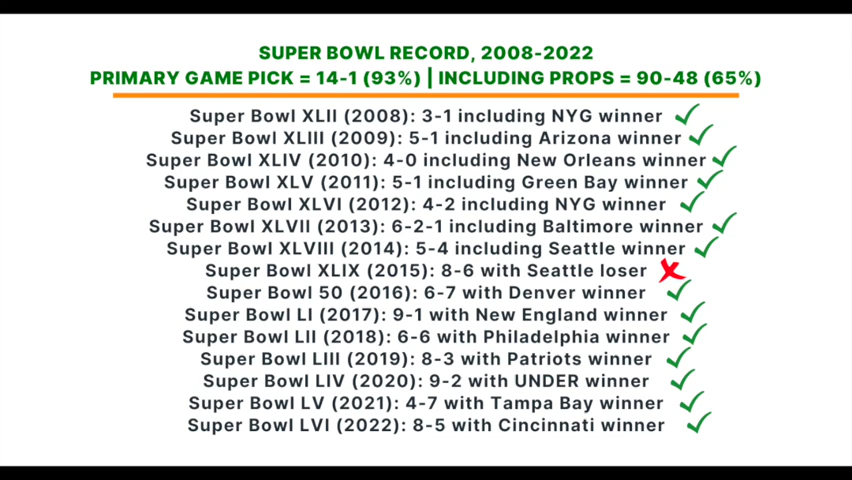 SUPER BOWL RECORD, 2008-2022
PRIMARY GAME PICK = 14-1 (93%) | INCLUDING PROPS = 90-48 (65%)
Super Bowl XLII (2008): 3-1 including NYG winner
Super Bowl XLIII (2009): 5-1 including Arizona winner
Super Bowl XLIV (2010): 4-0 including New Orleans winner
Super Bowl XLV (2011): 5-1 including Green Bay winner
Super Bowl XLVI (2012): 4-2 including NYG winner
Super Bowl XLVII (2013): 6-2-1 including Baltimore winner
Super Bowl XLVIII (2014): 5-4 including Seattle winner
Super Bowl XLIX (2015): 8-6 with Seattle loser
Super Bowl 50 (2016): 6-7 with Denver winner
Super Bowl LI (2017): 9-1 with New England winner
Super Bowl LII (2018): 6-6 with Philadelphia winner
Super Bowl LIII (2019): 8-3 with Patriots winner
Super Bowl LIV (2020): 9-2 with UNDER winner
Super Bowl LV (2021): 4-7 with Tampa Bay winner
Super Bowl LVI (2022): 8-5 with Cincinnati winner